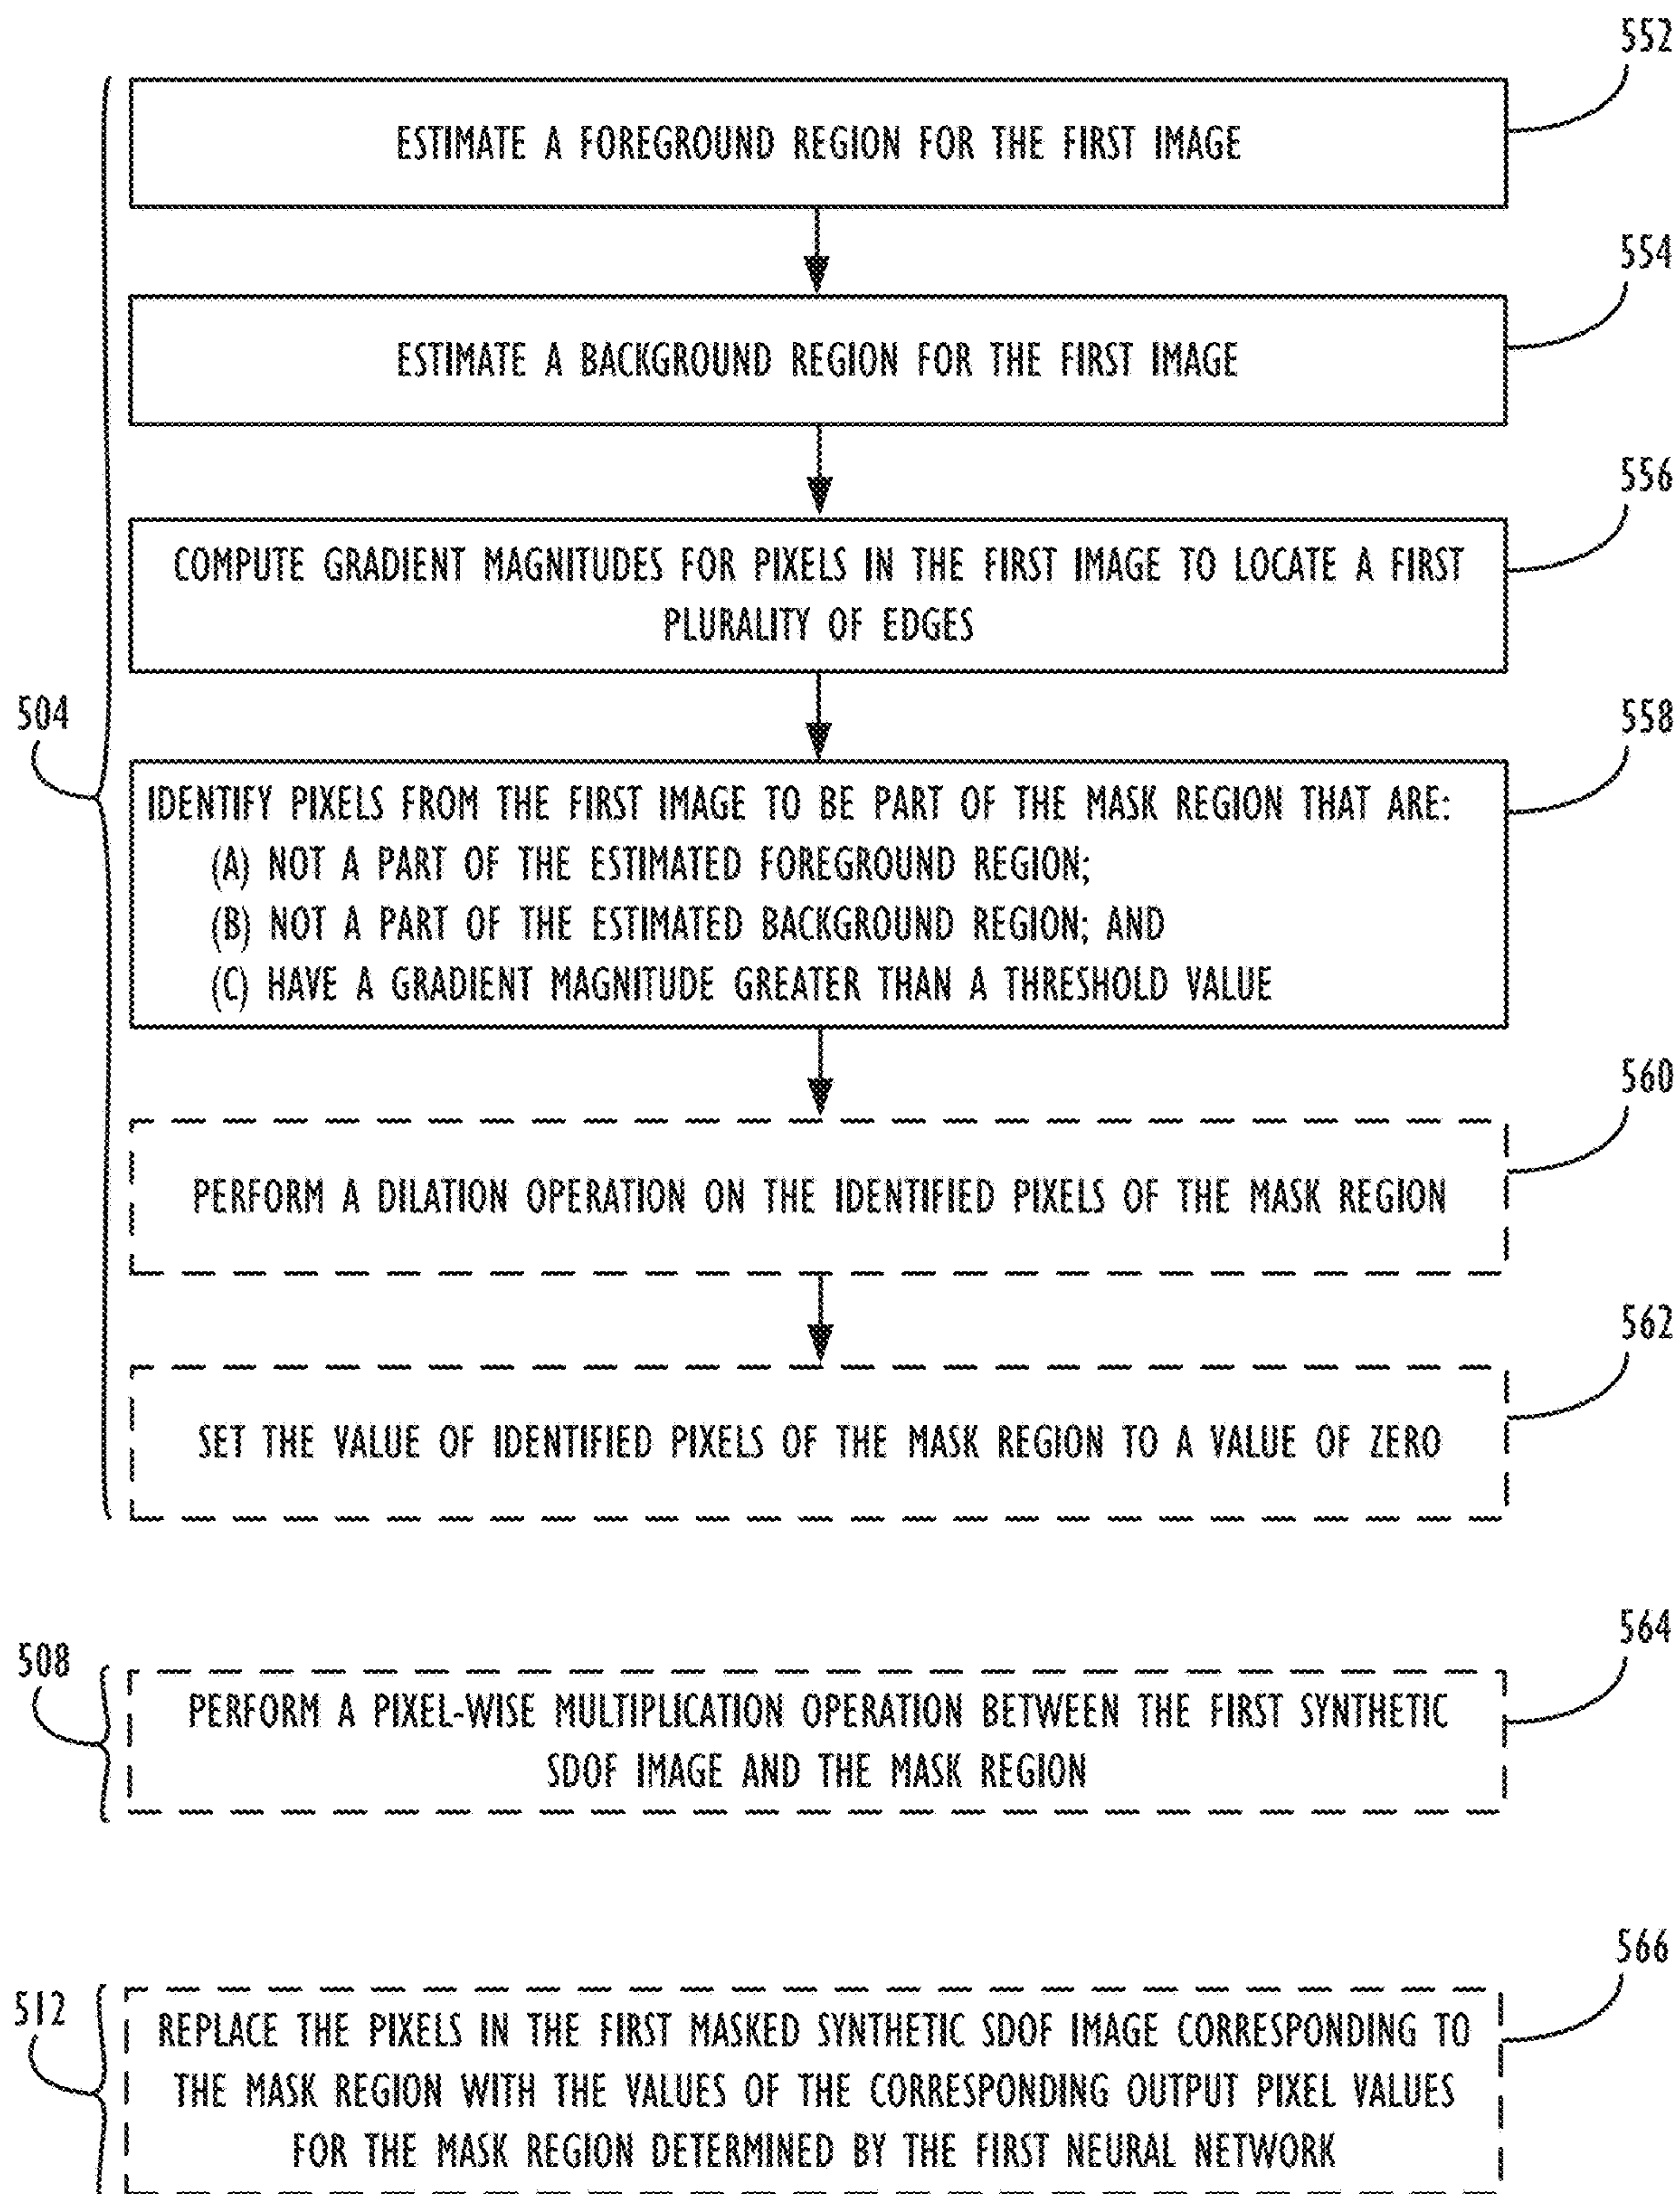 552
ESTIMATE A FOREGROUND REGION FOR THE FIRST IMAGE
554
ESTIMATE A BACKGROUND REGION FOR THE FIRST IMAGE
556
COMPUTE GRADIENT MAGNITUDES FOR PIXELS IN THE FIRST IMAGE TO LOCATE A FIRST
PLURALITY OF EDGES
504
558
IDENTIFY PIXELS FROM THE FIRST IMAGE TO BE PART OF THE MASK REGION THAT ARE:
(A) NOT A PART OF THE ESTIMATED FOREGROUND REGION;
(B) NOT A PART OF THE ESTIMATED BACKGROUND REGION; AND
(C) HAVE A GRADIENT MAGNITUDE GREATER THAN A THRESHOLD VALUE
560
PERFORM A DILATION OPERATION ON THE IDENTIFIED PIXELS OF THE MASK REGION
562
SET THE VALUE OF IDENTIFIED PIXELS OF THE MASK REGION TO A VALUE OF ZERO
564
508
PERFORM A PIXEL-WISE MULTIPLICATION OPERATION BETWEEN THE FIRST SYNTHETIC
SDOF IMAGE AND THE MASK REGION
566
512
REPLACE THE PIXELS IN THE FIRST MASKED SYNTHETIC SDOF IMAGE CORRESPONDING TO
THE MASK REGION WITH THE VALUES OF THE CORRESPONDING OUTPUT PIXEL VALUES
FOR THE MASK REGION DETERMINED BY THE FIRST NEURAL NETWORK